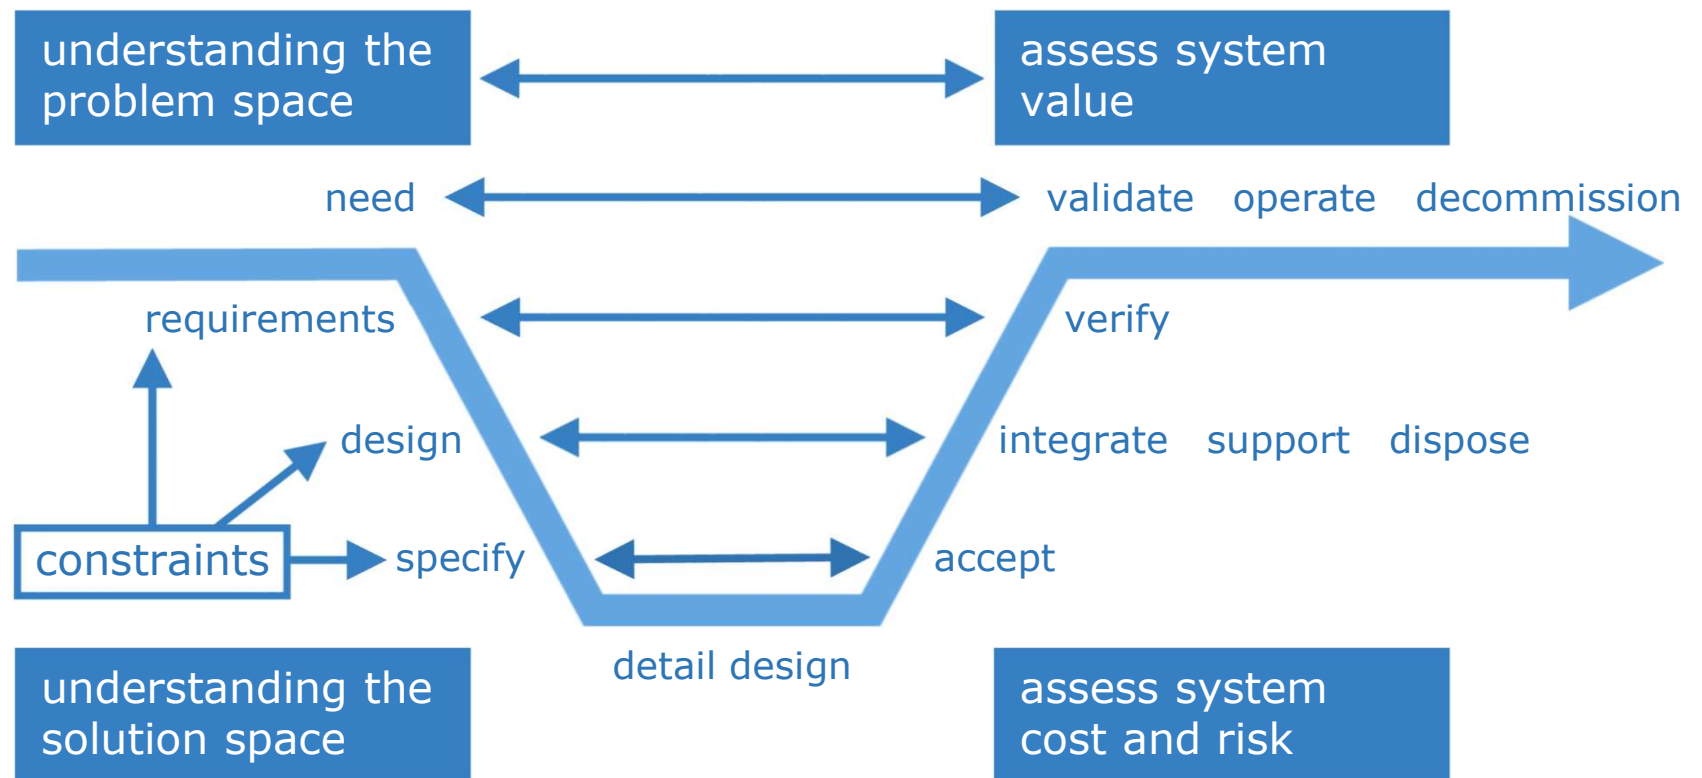 understanding the
problem space
assess system
value
need
validate operate decommission
requirements
verify
design
integrate support dispose
constraints
specify
accept
detail design
understanding the
solution space
assess system
cost and risk